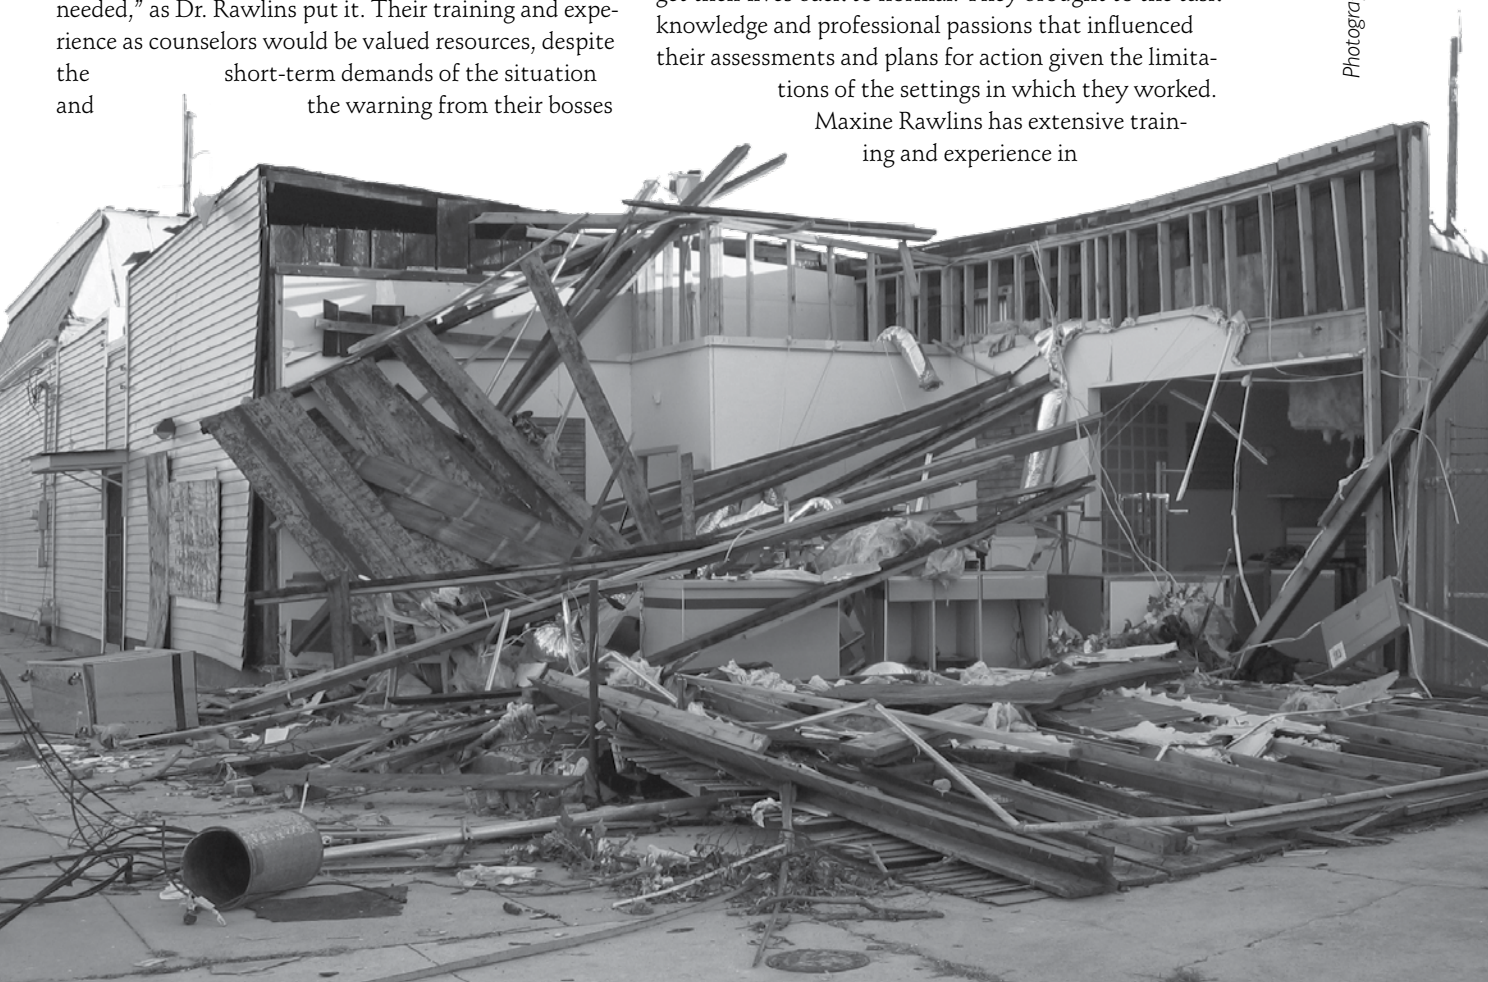 needed,” as Dr. Rawlins put it. Their training and expe-
rience as counselors would be valued resources, despite
the short-term demands of the situation
and the warning from their bosses
knowledge and professional passions that influenced
their assessments and plans for action given the limita-
tions of the settings in which they worked.
Maxine Rawlins has extensive train-
ing and experience in